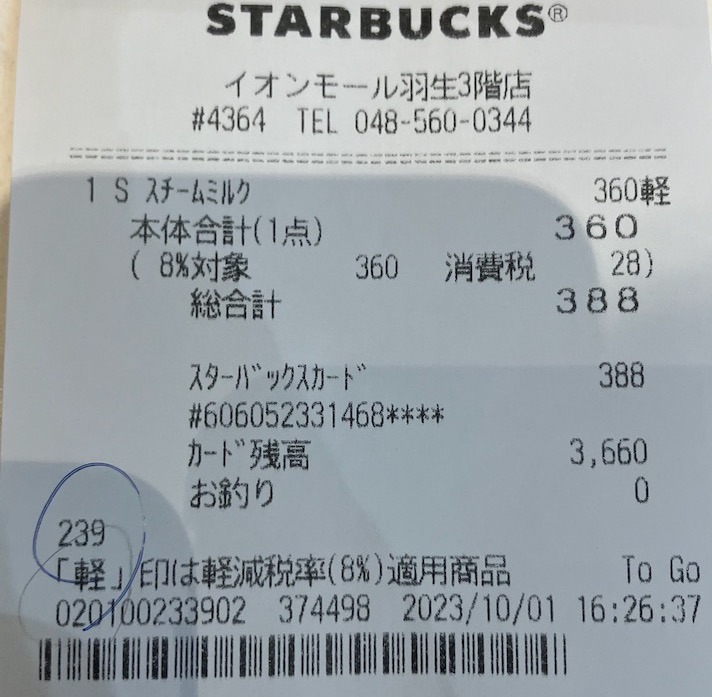 STARBUCKS®
イオンモール羽生3階店
#4364 TEL 048-560-0344
1 S スチームミルク 360軽
本体合計(1点) 360
( 8%対象 360 消費税 28)
総合計 388
スターバックスカード 388
#606052331468****
カード残高 3,660
お釣り 0
239
「軽」印は軽減税率(8%)適用商品 To Go
020100233902 374498 2023/10/01 16:26:37